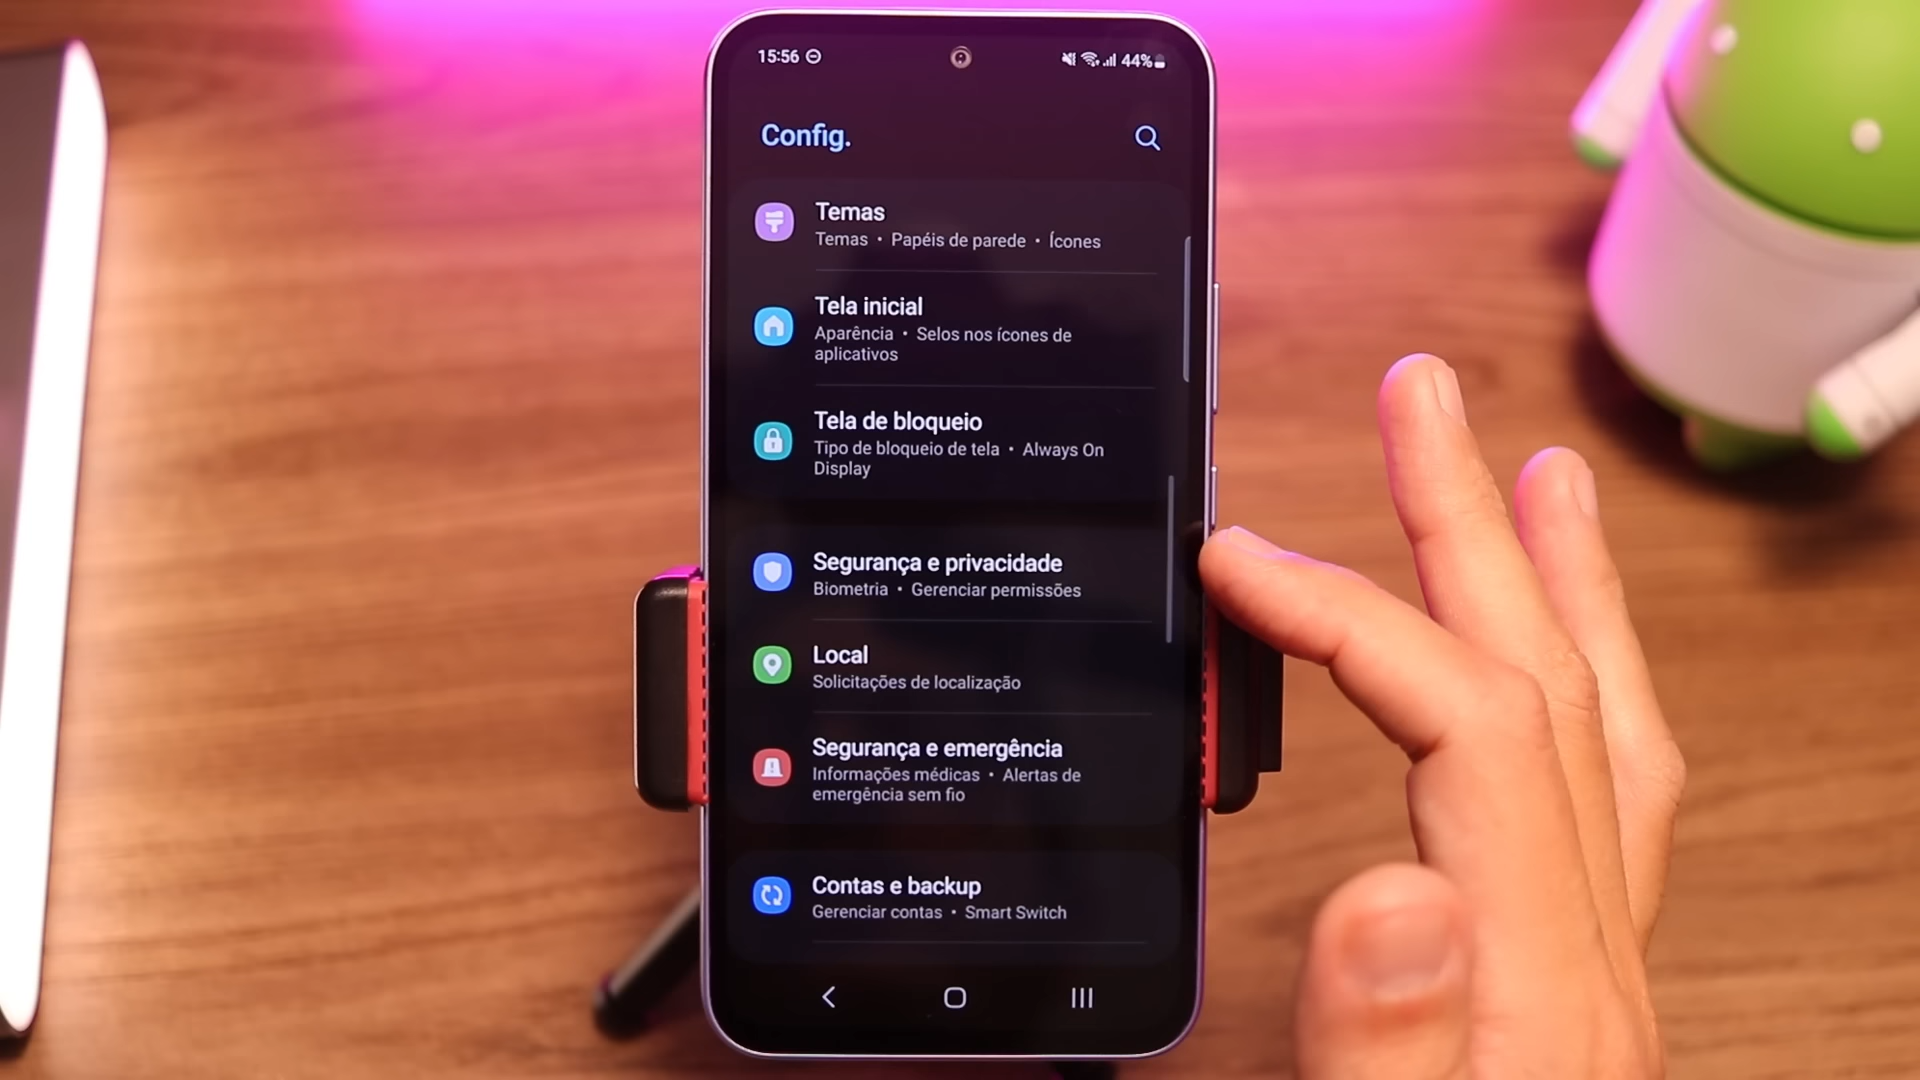 15:56
44%
Config.
Temas
Temas • Papéis de parede • Ícones
Tela inicial
Aparência • Selos nos ícones de
aplicativos
Tela de bloqueio
Tipo de bloqueio de tela • Always On
Display
Segurança e privacidade
Biometria • Gerenciar permissões
Local
Solicitações de localização
Segurança e emergência
Informações médicas • Alertas de
emergência sem fio
Contas e backup
Gerenciar contas • Smart Switch